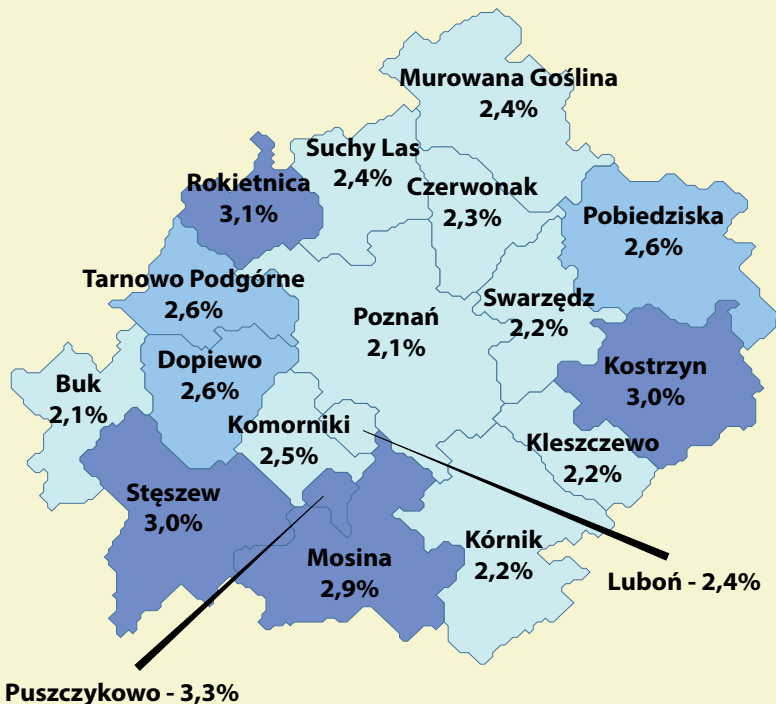 Murowana Goślina
2,4%
Suchy Las
2,4%
Czerwonak
2,3%
Rokietnica
3,1%
Pobiedziska
2,6%
Tarnowo Podgórne
2,6%
Swarzędz
2,2%
Poznań
2,1%
Dopiewo
2,6%
Kostrzyn
3,0%
Buk
2,1%
Komorniki
2,5%
Kleszczewo
2,2%
Stęszew
3,0%
Kórnik
2,2%
Mosina
2,9%
Luboń - 2,4%
Puszczykowo - 3,3%